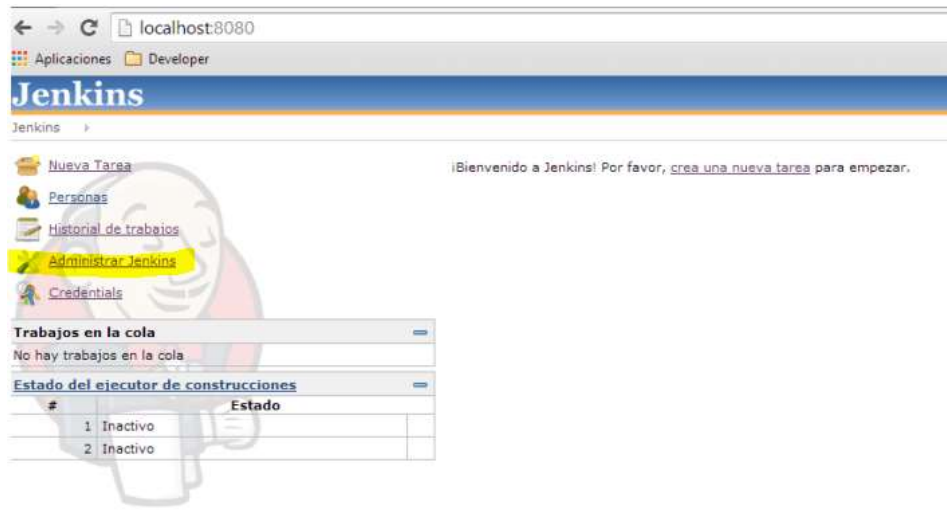 localhost:8080
Aplicaciones Developer
Jenkins
Jenkins
Nueva Tarea
Personas
Historial de trabajos
Administrar Jenkins
Credentials
¡Bienvenido a Jenkins! Por favor, crea una nueva tarea para empezar.
Trabajos en la cola
No hay trabajos en la cola
Estado del ejecutor de construcciones
# Estado
1 Inactivo
2 Inactivo